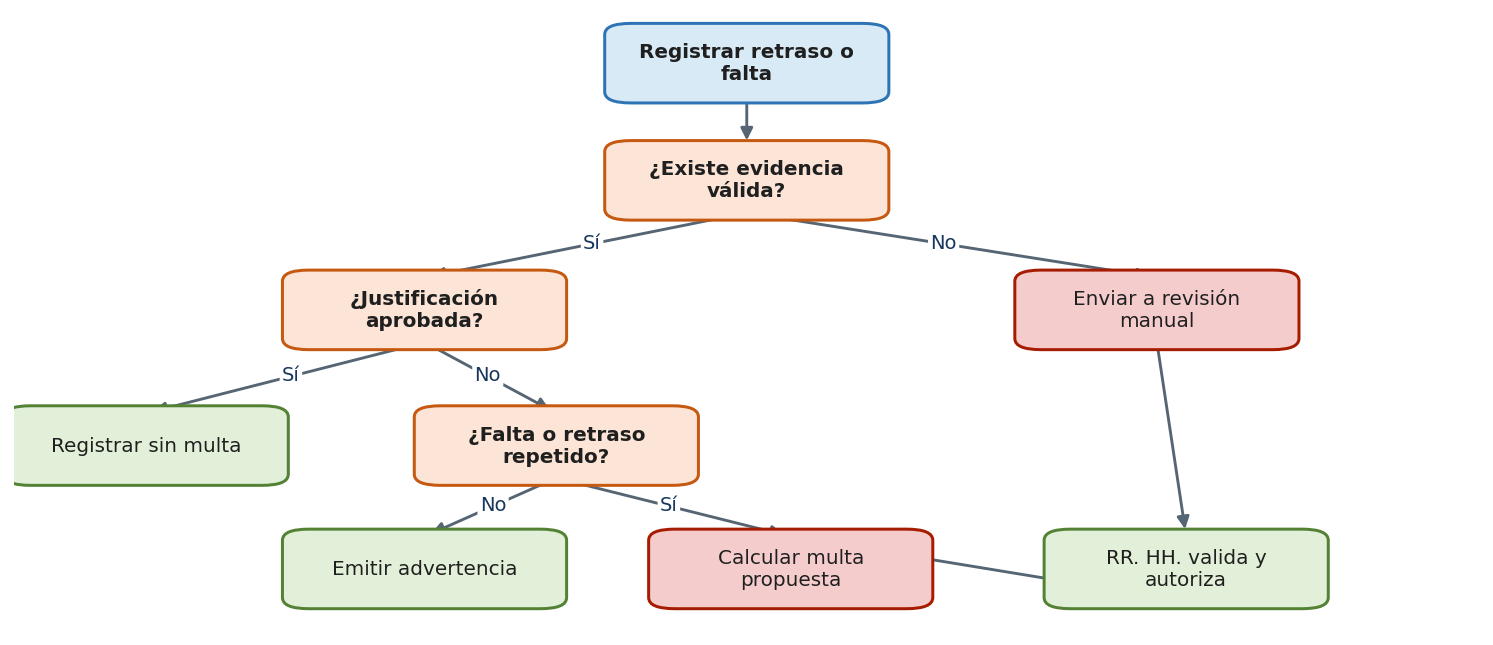 Registrar retraso o
falta
¿Existe evidencia
válida?
Sí
No
¿Justificación
aprobada?
Enviar a revisión
manual
Sí
No
Registrar sin multa
¿Falta o retraso
repetido?
No
Sí
Emitir advertencia
Calcular multa
propuesta
RR. HH. valida y
autoriza